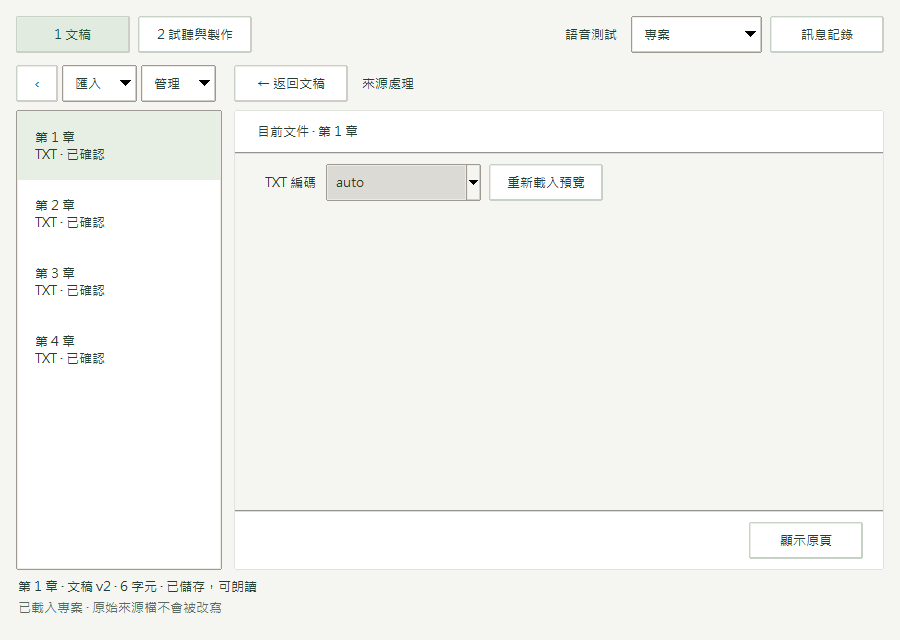 1 文稿
2 試聽與製作
語音測試
專案
訊息記錄
‹
匯入
管理
← 返回文稿
來源處理
第 1 章
TXT · 已確認
第 2 章
TXT · 已確認
第 3 章
TXT · 已確認
第 4 章
TXT · 已確認
目前文件 · 第 1 章
TXT 編碼
auto
重新載入預覽
顯示原頁
第 1 章 · 文稿 v2 · 6 字元 · 已儲存，可朗讀
已載入專案 · 原始來源檔不會被改寫